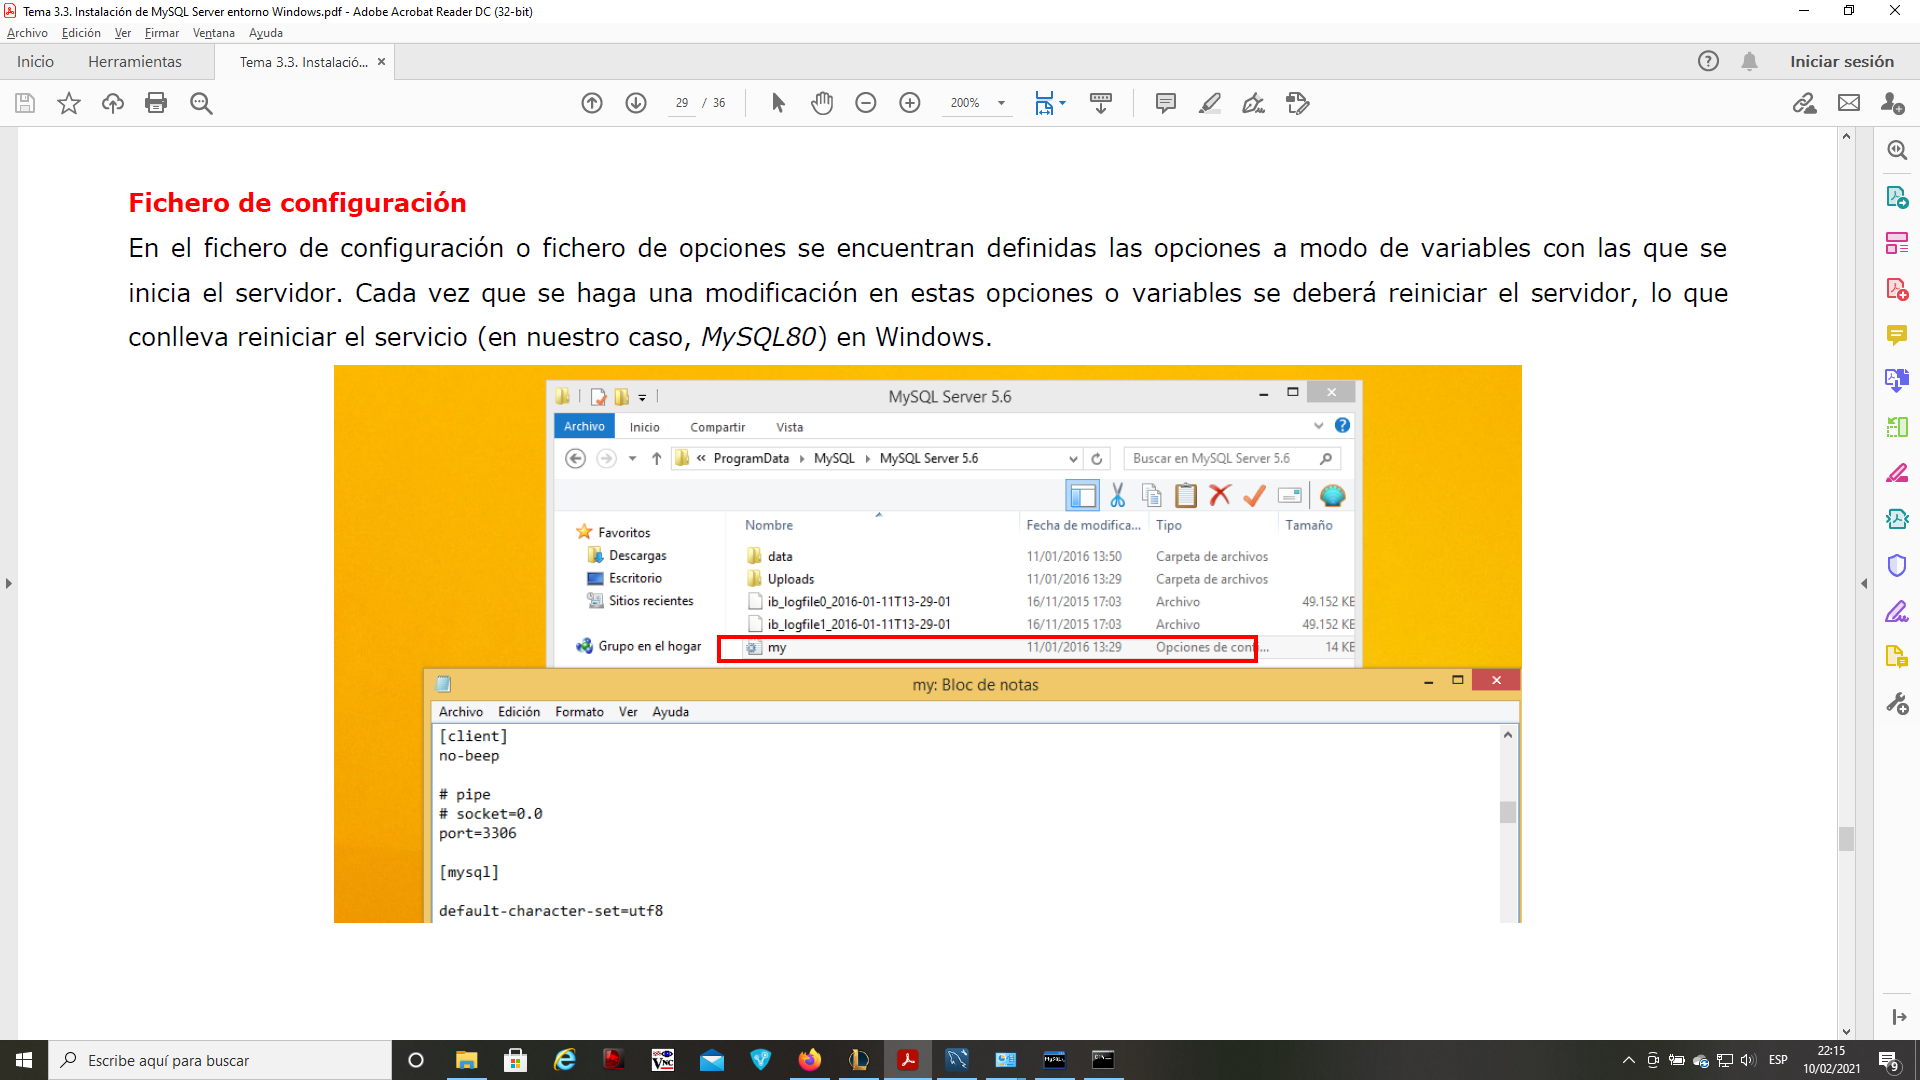 Tema 3.3. Instalación de MySQL Server entorno Windows.pdf - Adobe Acrobat Reader DC (32-bit)
Archivo Edición Ver Firmar Ventana Ayuda
Inicio Herramientas Tema 3.3. Instalació... × Iniciar sesión
29 / 36 200%
Fichero de configuración
En el fichero de configuración o fichero de opciones se encuentran definidas las opciones a modo de variables con las que se
inicia el servidor. Cada vez que se haga una modificación en estas opciones o variables se deberá reiniciar el servidor, lo que
conlleva reiniciar el servicio (en nuestro caso, MySQL80) en Windows.
MySQL Server 5.6
Archivo Inicio Compartir Vista
« ProgramData MySQL MySQL Server 5.6 Buscar en MySQL Server 5.6
Nombre Fecha de modifica... Tipo Tamaño
Favoritos
Descargas
Escritorio
Sitios recientes
Grupo en el hogar
data 11/01/2016 13:50 Carpeta de archivos
Uploads 11/01/2016 13:29 Carpeta de archivos
ib_logfile0_2016-01-11T13-29-01 16/11/2015 17:03 Archivo 49.152 KB
ib_logfile1_2016-01-11T13-29-01 16/11/2015 17:03 Archivo 49.152 KB
my 11/01/2016 13:29 Opciones de confi... 14 KB
my: Bloc de notas
Archivo Edición Formato Ver Ayuda
[client]
no-beep
# pipe
# socket=0.0
port=3306
[mysql]
default-character-set=utf8
Escribe aquí para buscar
VNC
MySQL
ESP
22:15
10/02/2021
9